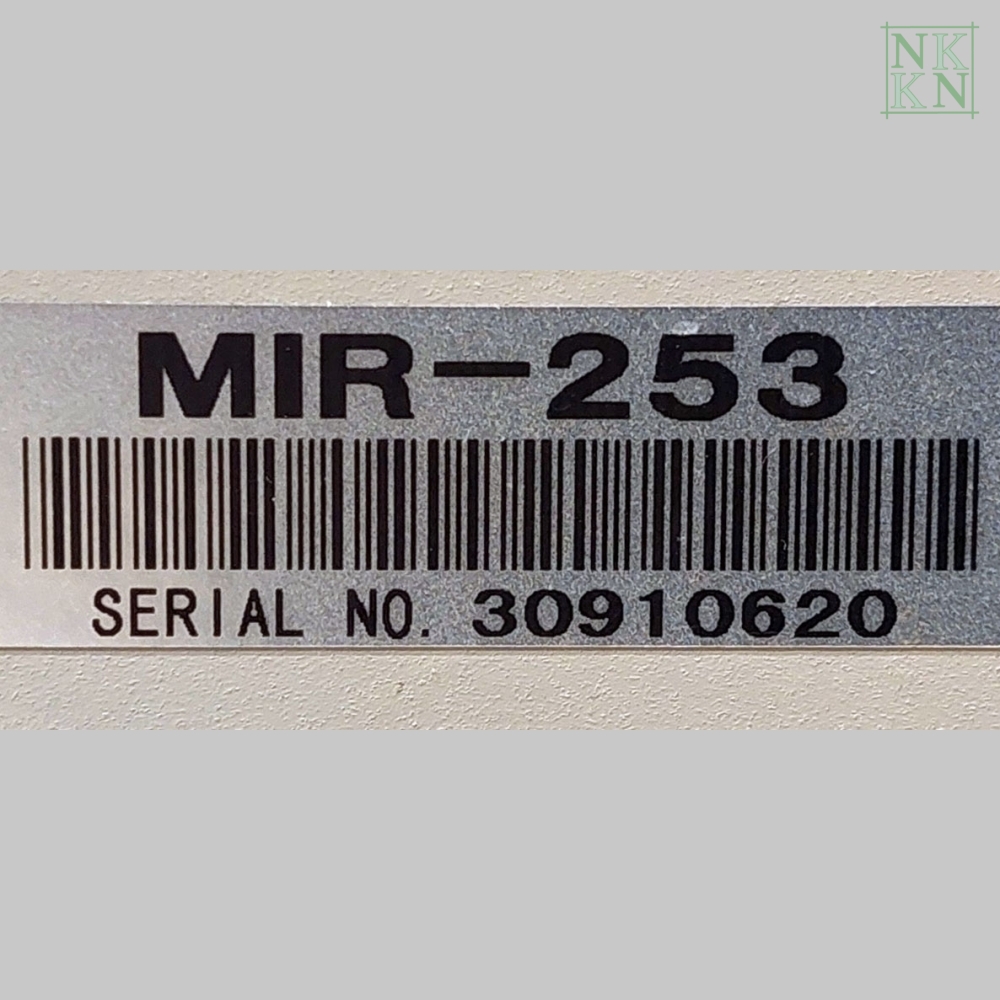 NK
KN
MIR-253
SERIAL NO. 30910620